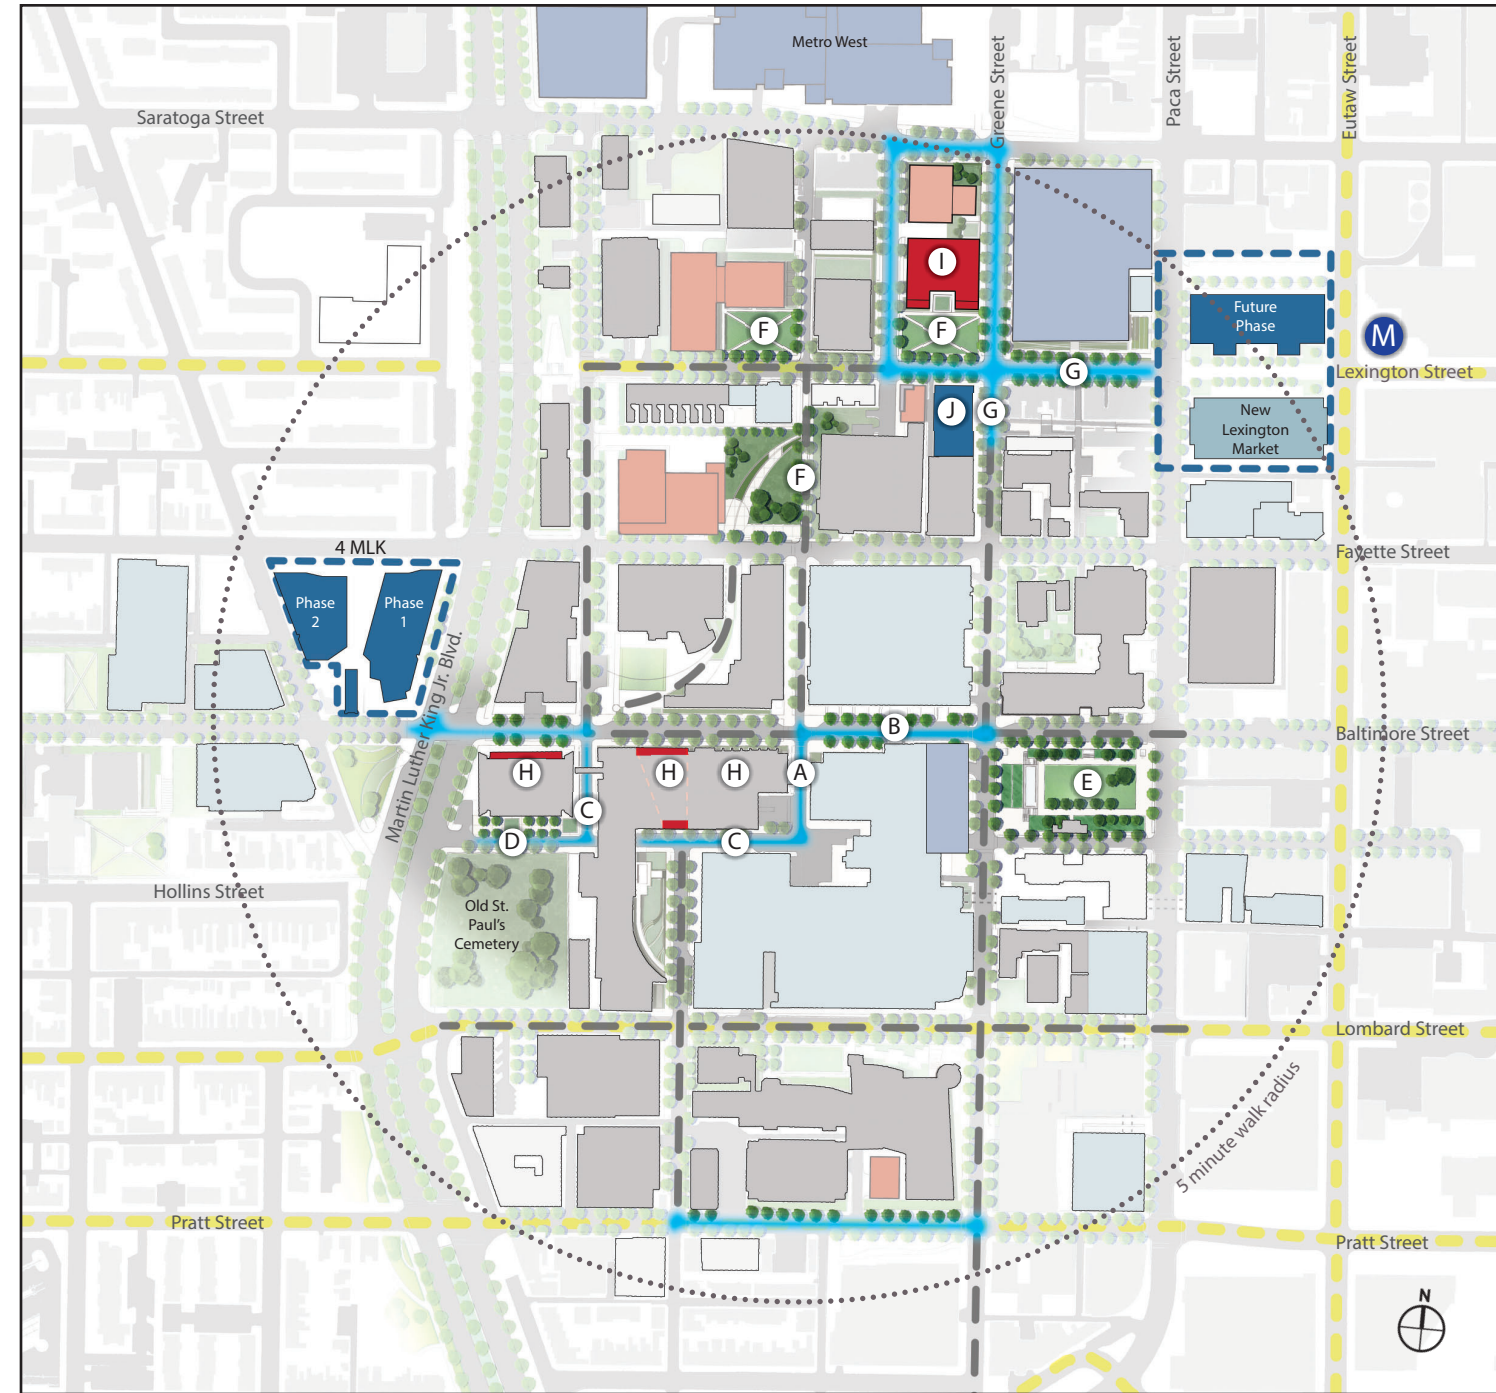 Metro West
Greene Street
Paca Street
Eutaw Street
Saratoga Street
I
Future
Phase
F
F
M
G
Lexington Street
J
G
New
Lexington
Market
F
4 MLK
Fayette Street
Phase
2
Phase
1
Martin Luther King Jr. Blvd.
B
Baltimore Street
H
H
H
A
E
C
D
C
Hollins Street
Old St.
Paul's
Cemetery
Lombard Street
5 minute walk radius
Pratt Street
Pratt Street
N